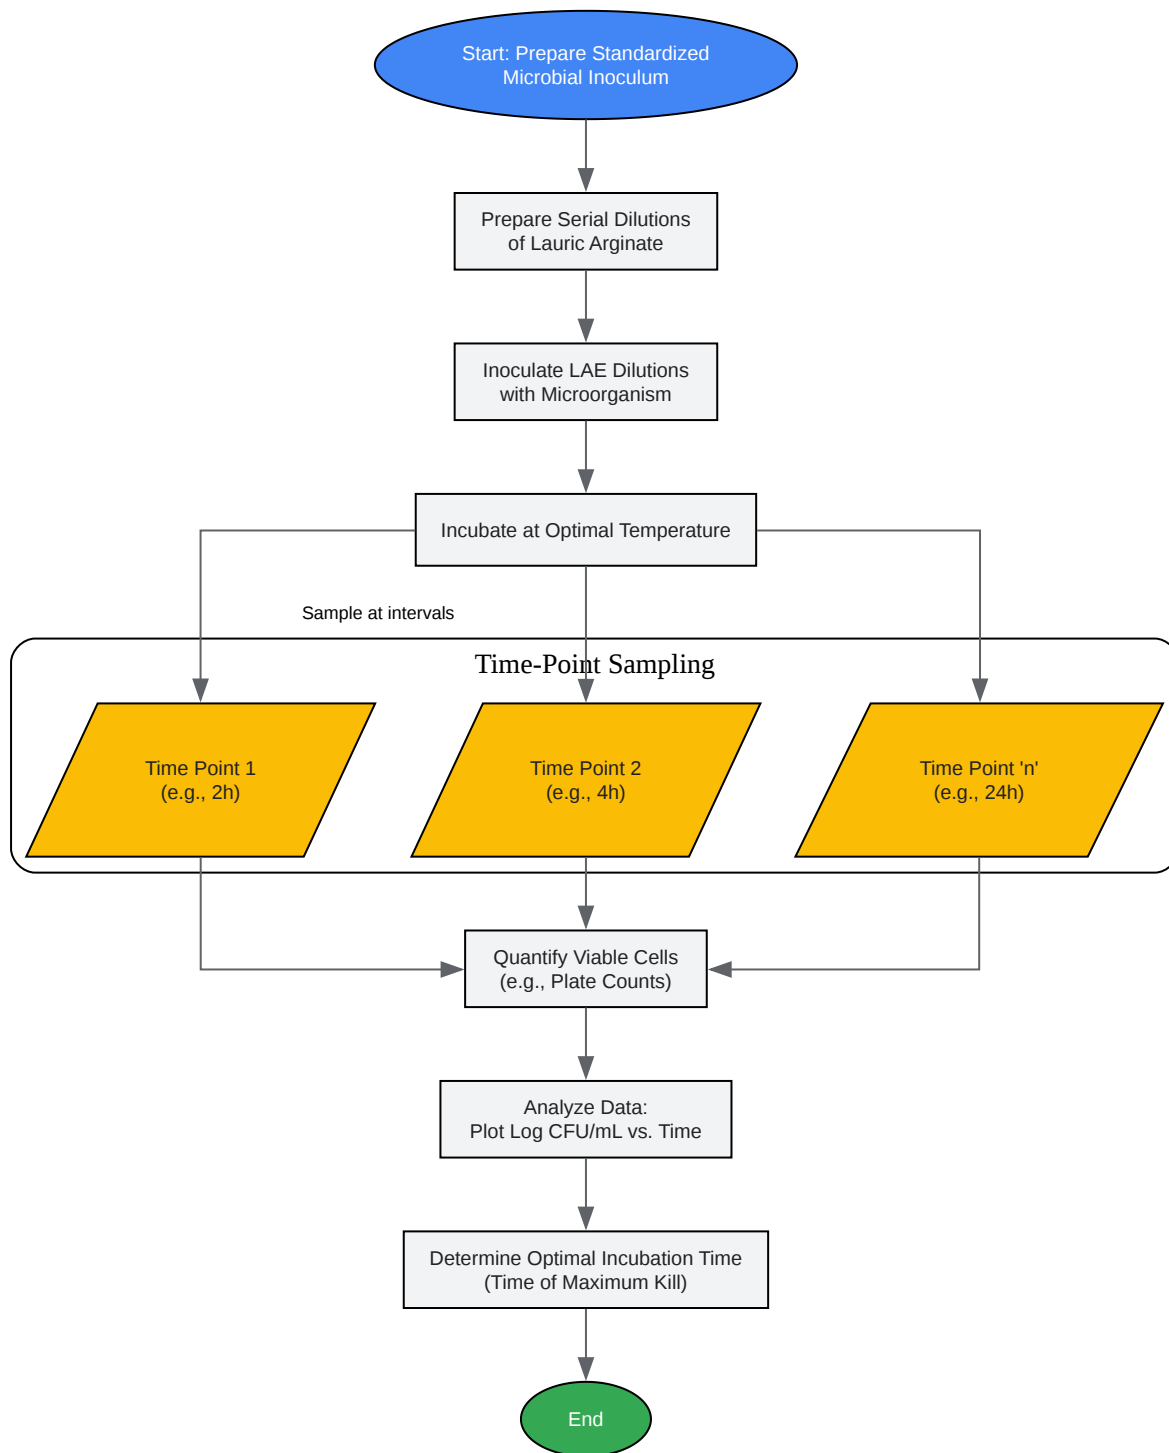 Start: Prepare Standardized
Microbial Inoculum
Prepare Serial Dilutions
of Lauric Arginate
Inoculate LAE Dilutions
with Microorganism
Incubate at Optimal Temperature
Sample at intervals
Time-Point Sampling
Time Point 1
(e.g., 2h)
Time Point 2
(e.g., 4h)
Time Point 'n'
(e.g., 24h)
Quantify Viable Cells
(e.g., Plate Counts)
Analyze Data:
Plot Log CFU/mL vs. Time
Determine Optimal Incubation Time
(Time of Maximum Kill)
End